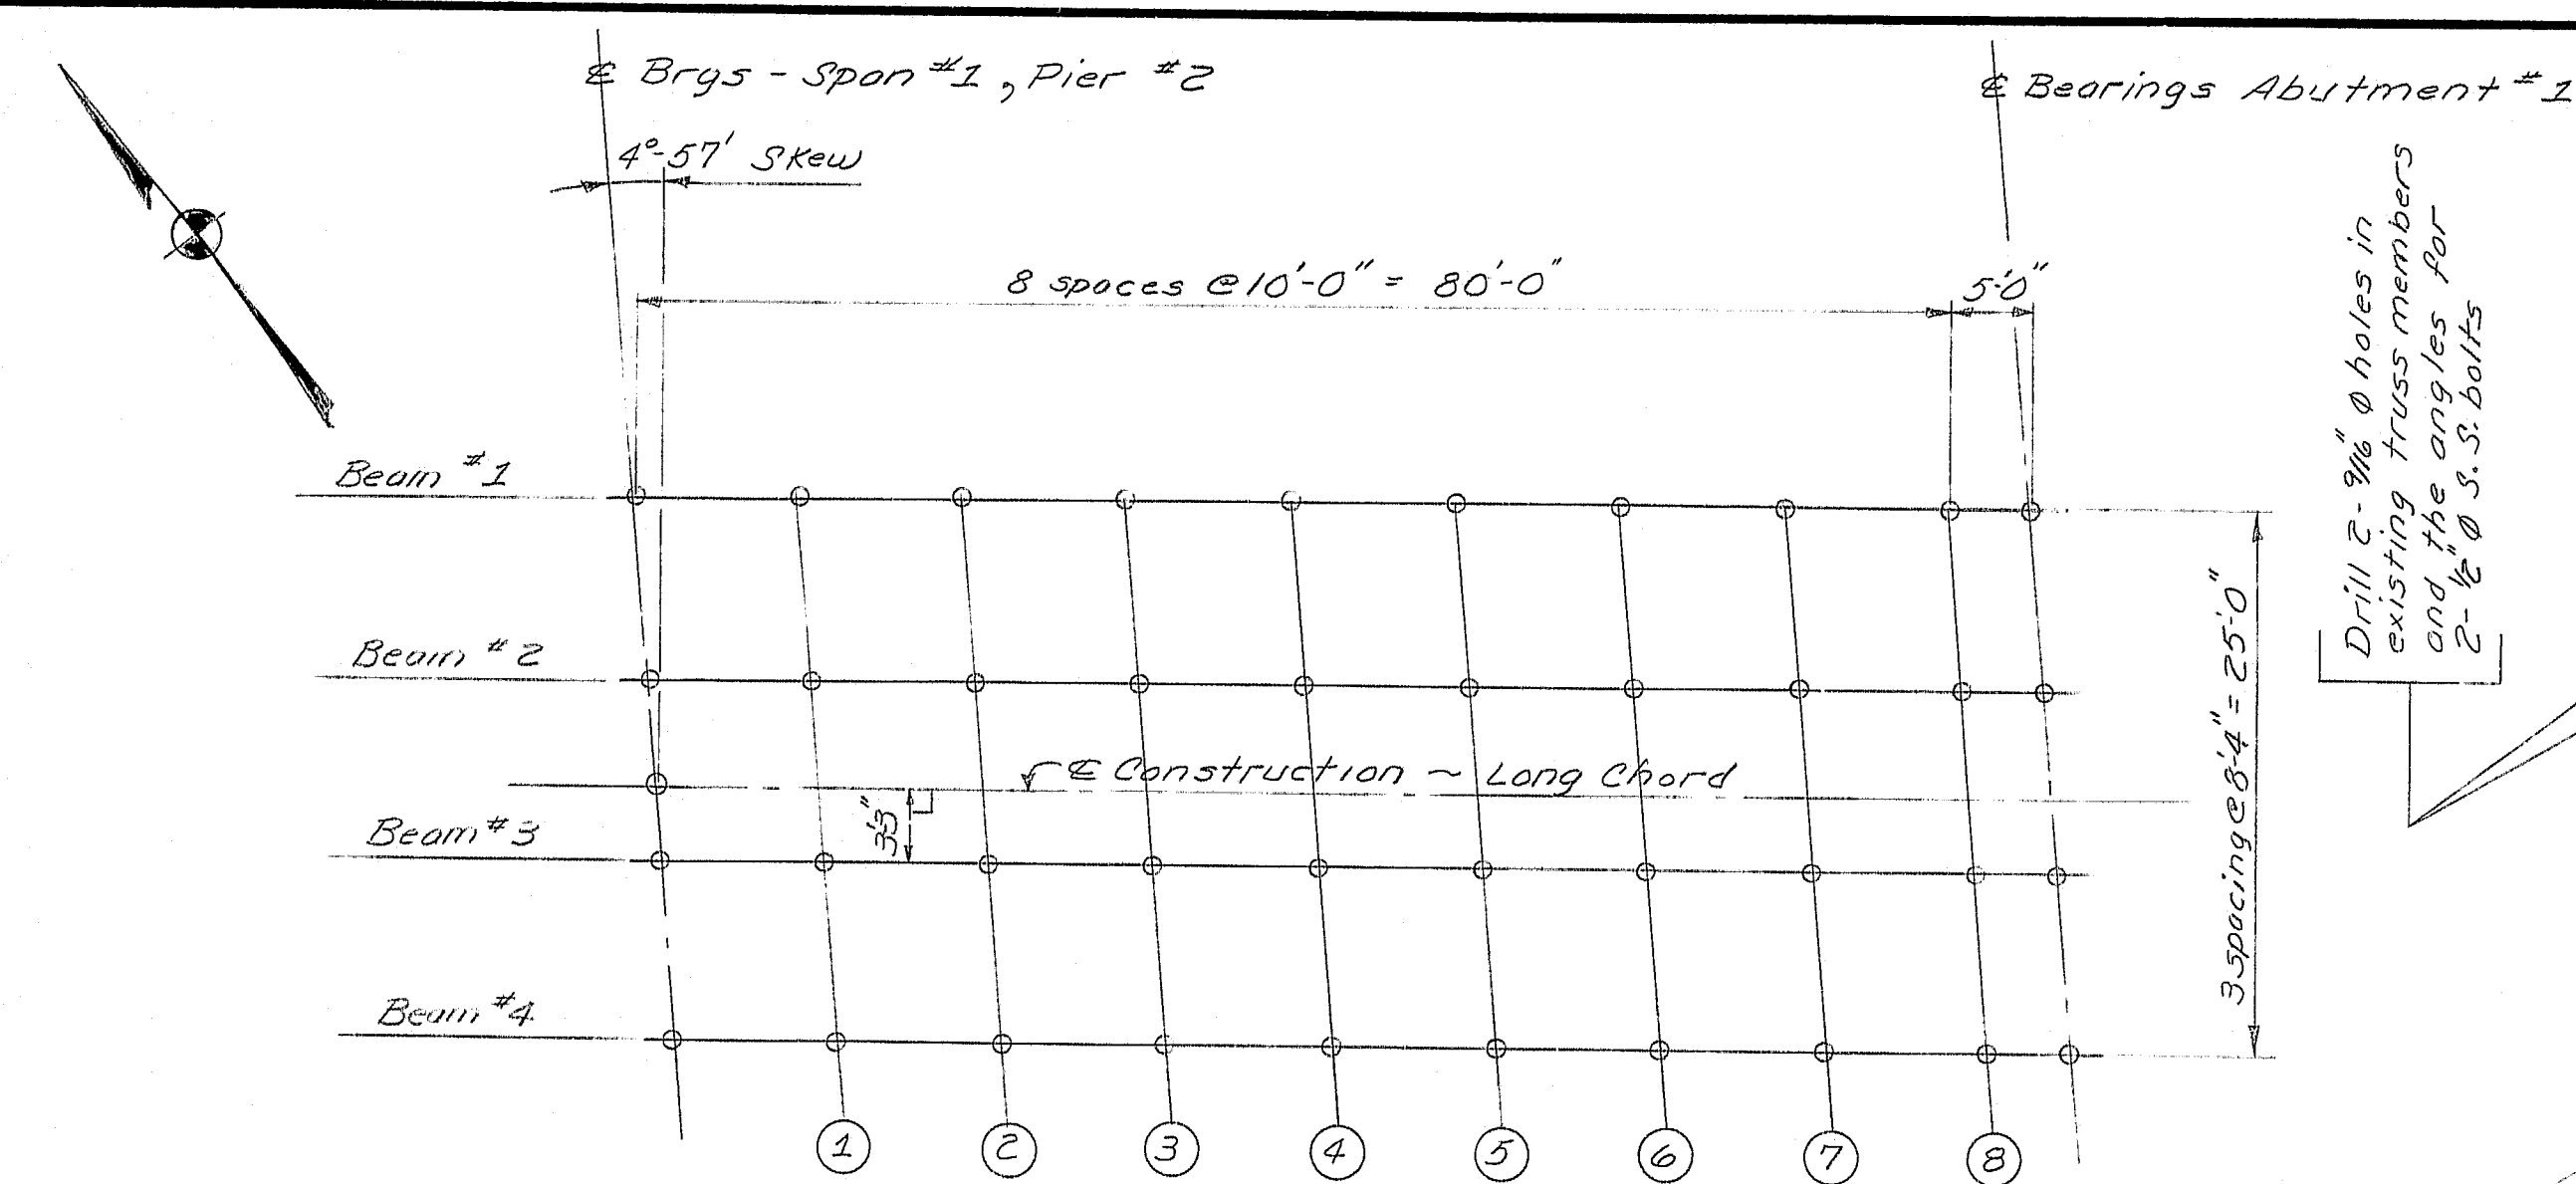 ℄ Brgs - Span #1, Pier #2
℄ Bearings Abutment #1
4°-57' Skew
8 spaces @ 10'-0" = 80'-0"
5'-0"
Drill 2- 9/16" Ø holes in
existing truss members
and the angles for
2- 1/2" Ø S.S. bolts
Beam #1
Beam #2
℄ Construction ~ Long Chord
3'-3"
Beam #3
3 spacing @ 8'-4" = 25'-0"
Beam #4
1 2 3 4 5 6 7 8